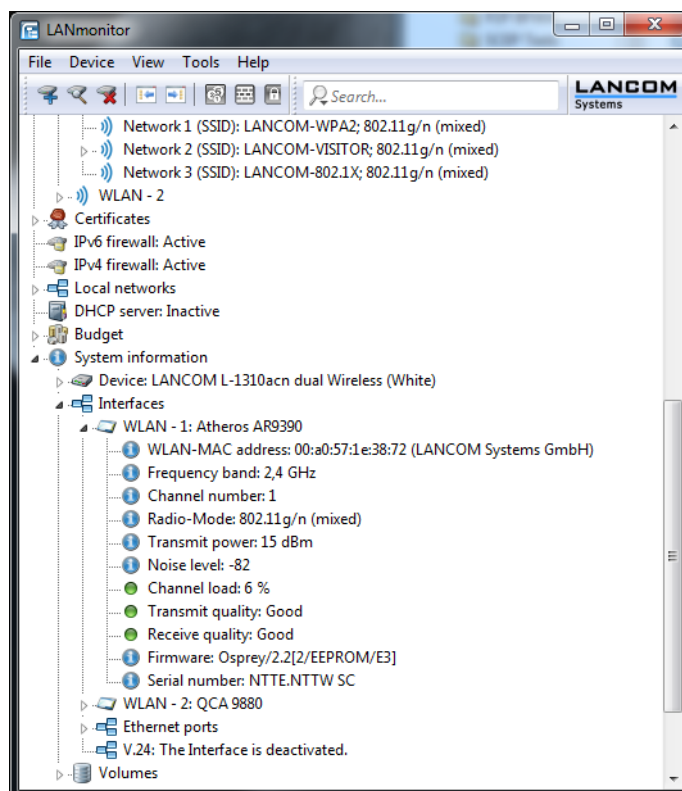 LANmonitor
File Device View Tools Help
Search...
LANCOM
Systems
Network 1 (SSID): LANCOM-WPA2; 802.11g/n (mixed)
Network 2 (SSID): LANCOM-VISITOR; 802.11g/n (mixed)
Network 3 (SSID): LANCOM-802.1X; 802.11g/n (mixed)
WLAN - 2
Certificates
IPv6 firewall: Active
IPv4 firewall: Active
Local networks
DHCP server: Inactive
Budget
System information
Device: LANCOM L-1310acn dual Wireless (White)
Interfaces
WLAN - 1: Atheros AR9390
WLAN-MAC address: 00:a0:57:1e:38:72 (LANCOM Systems GmbH)
Frequency band: 2,4 GHz
Channel number: 1
Radio-Mode: 802.11g/n (mixed)
Transmit power: 15 dBm
Noise level: -82
Channel load: 6 %
Transmit quality: Good
Receive quality: Good
Firmware: Osprey/2.2[2/EEPROM/E3]
Serial number: NTTE.NTTW SC
WLAN - 2: QCA 9880
Ethernet ports
V.24: The Interface is deactivated.
Volumes